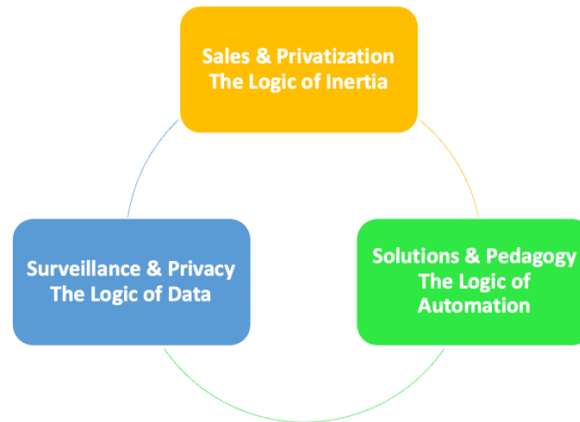 Sales & Privatization
The Logic of Inertia
Surveillance & Privacy
The Logic of Data
Solutions & Pedagogy
The Logic of
Automation